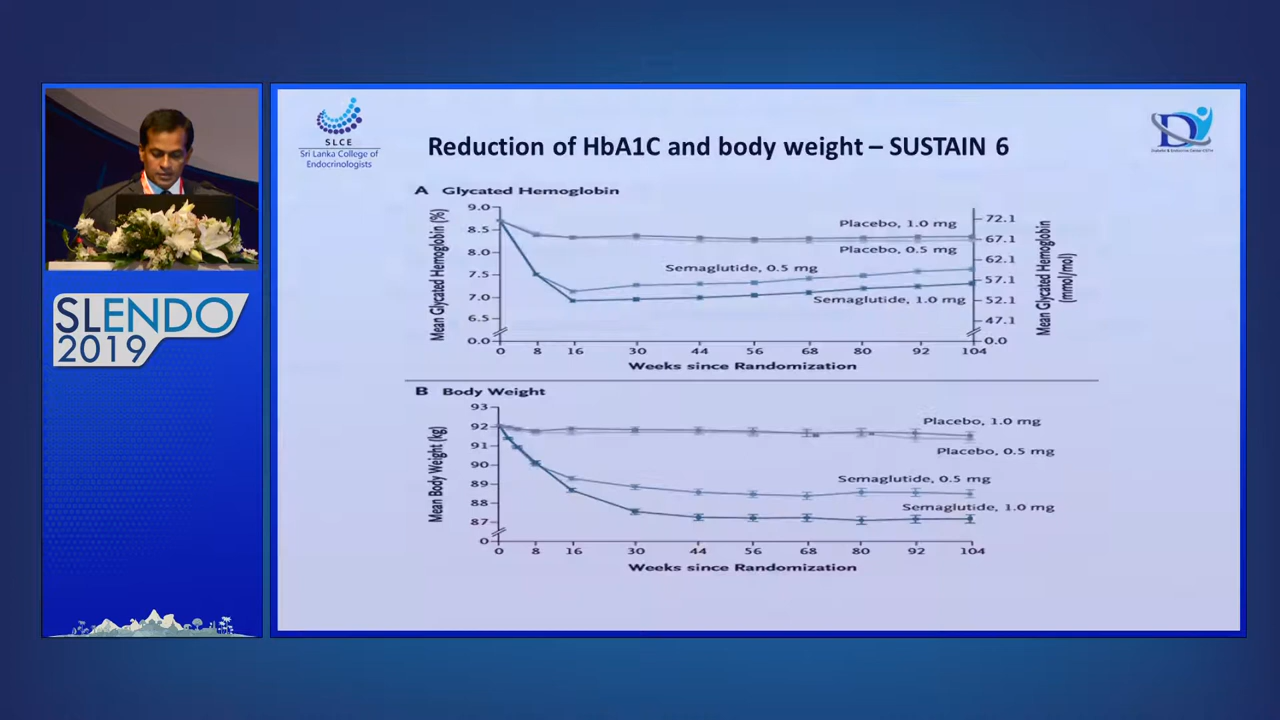 SLCE
Sri Lanka College of
Endocrinologists
Reduction of HbA1C and body weight – SUSTAIN 6
D
SLENDO
2019
A Glycated Hemoglobin
Mean Glycated Hemoglobin (%)
9.0
8.5
8.0
7.5
7.0
6.5
0.0
Placebo, 1.0 mg
Placebo, 0.5 mg
Semaglutide, 0.5 mg
Semaglutide, 1.0 mg
72.1
67.1
62.1
57.1
52.1
47.1
0.0
Mean Glycated Hemoglobin
(mmol/mol)
0 8 16 30 44 56 68 80 92 104
Weeks since Randomization
B Body Weight
Mean Body Weight (kg)
93
92
91
90
89
88
87
0
Placebo, 1.0 mg
Placebo, 0.5 mg
Semaglutide, 0.5 mg
Semaglutide, 1.0 mg
0 8 16 30 44 56 68 80 92 104
Weeks since Randomization